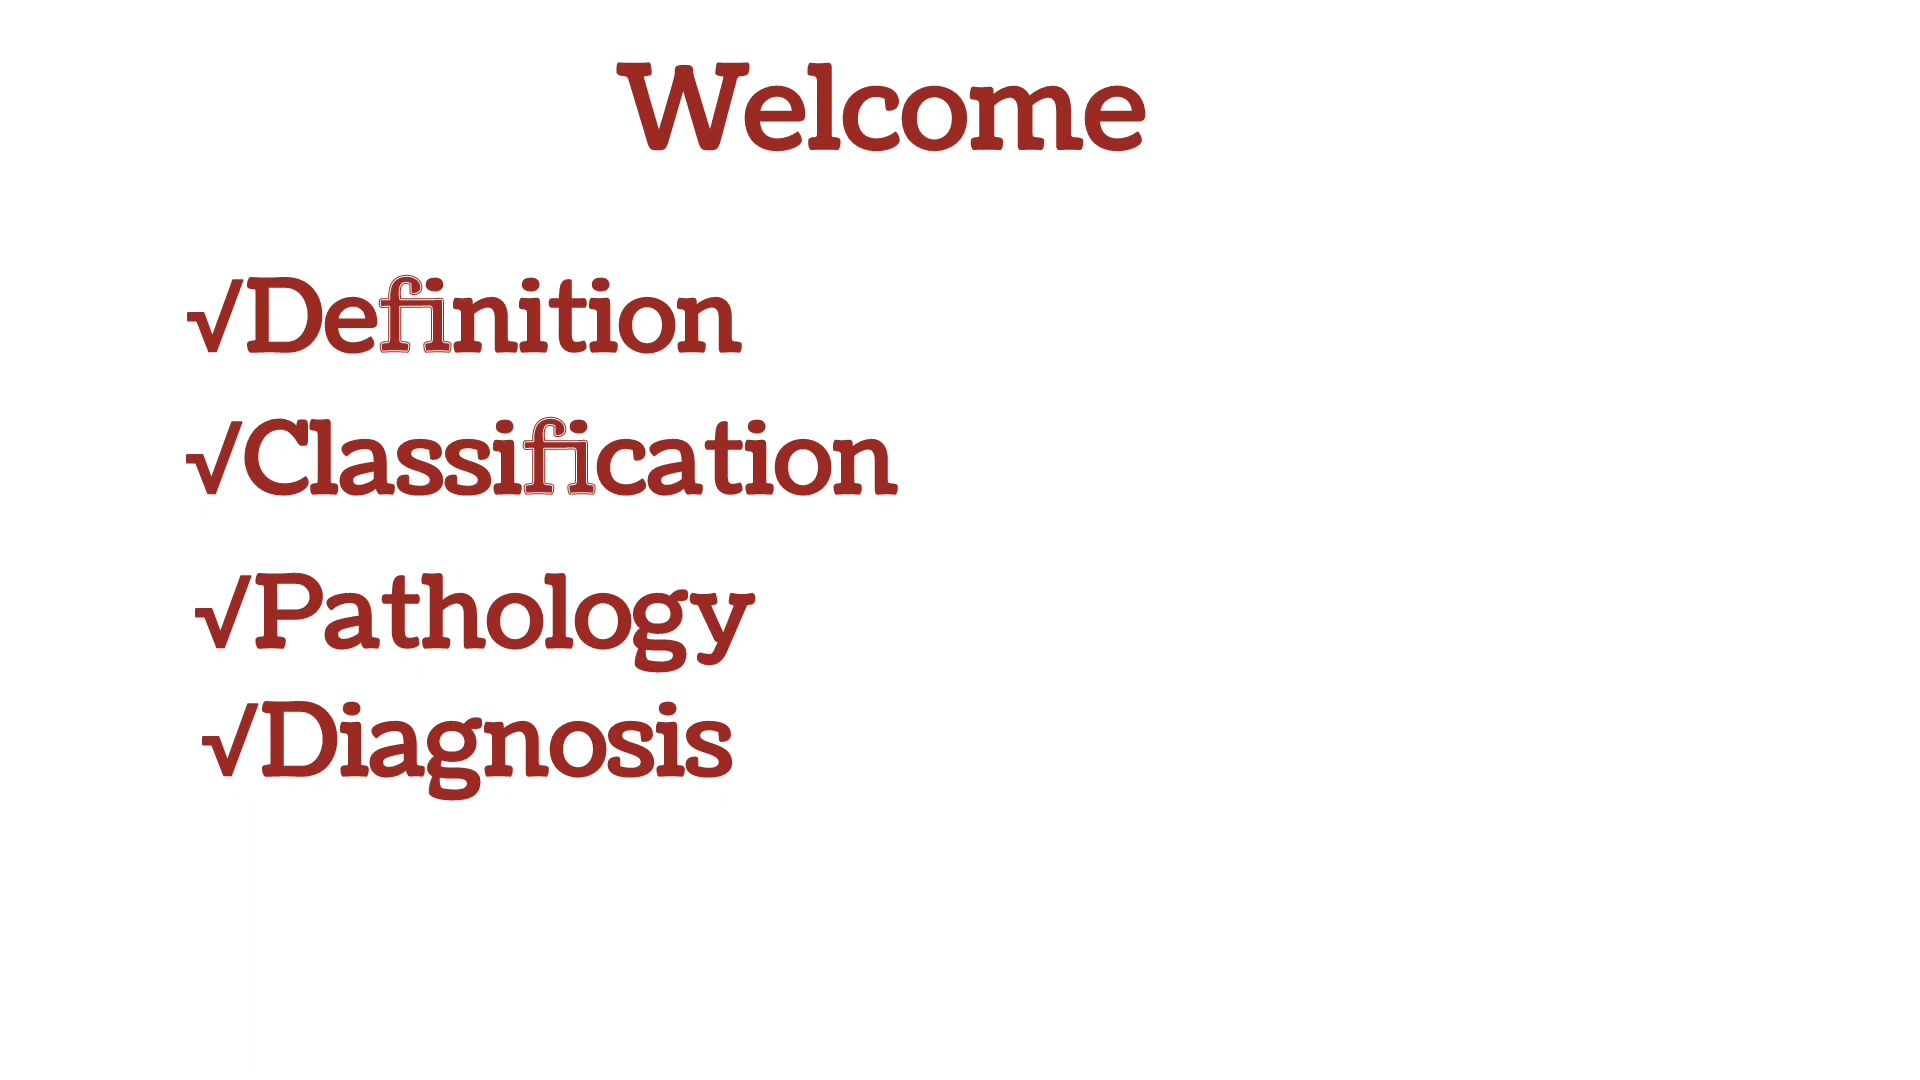 Welcome
√Definition
√Classification
√Pathology
√Diagnosis